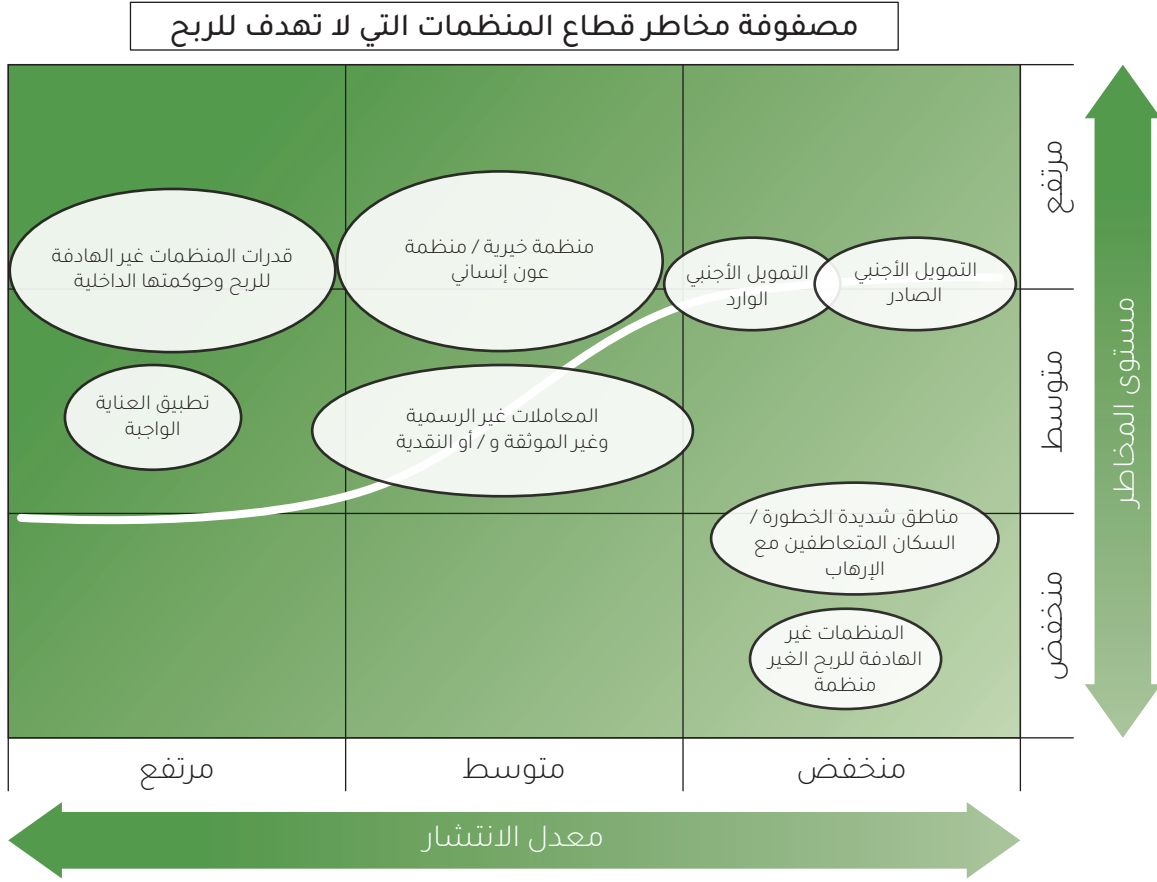 مصفوفة مخاطر قطاع المنظمات التي لا تهدف للربح
مرتفع
متوسط
منخفض
مستوى المخاطر
التمويل الأجنبي
الصادر
التمويل الأجنبي
الوارد
منظمة خيرية / منظمة
عون إنساني
قدرات المنظمات غير الهادفة
للربح وحوكمتها الداخلية
المعاملات غير الرسمية
وغير الموثقة و / أو النقدية
تطبيق العناية
الواجبة
مناطق شديدة الخطورة /
السكان المتعاطفين مع
الإرهاب
المنظمات غير
الهادفة للربح الغير
منظمة
منخفض
متوسط
مرتفع
معدل الانتشار